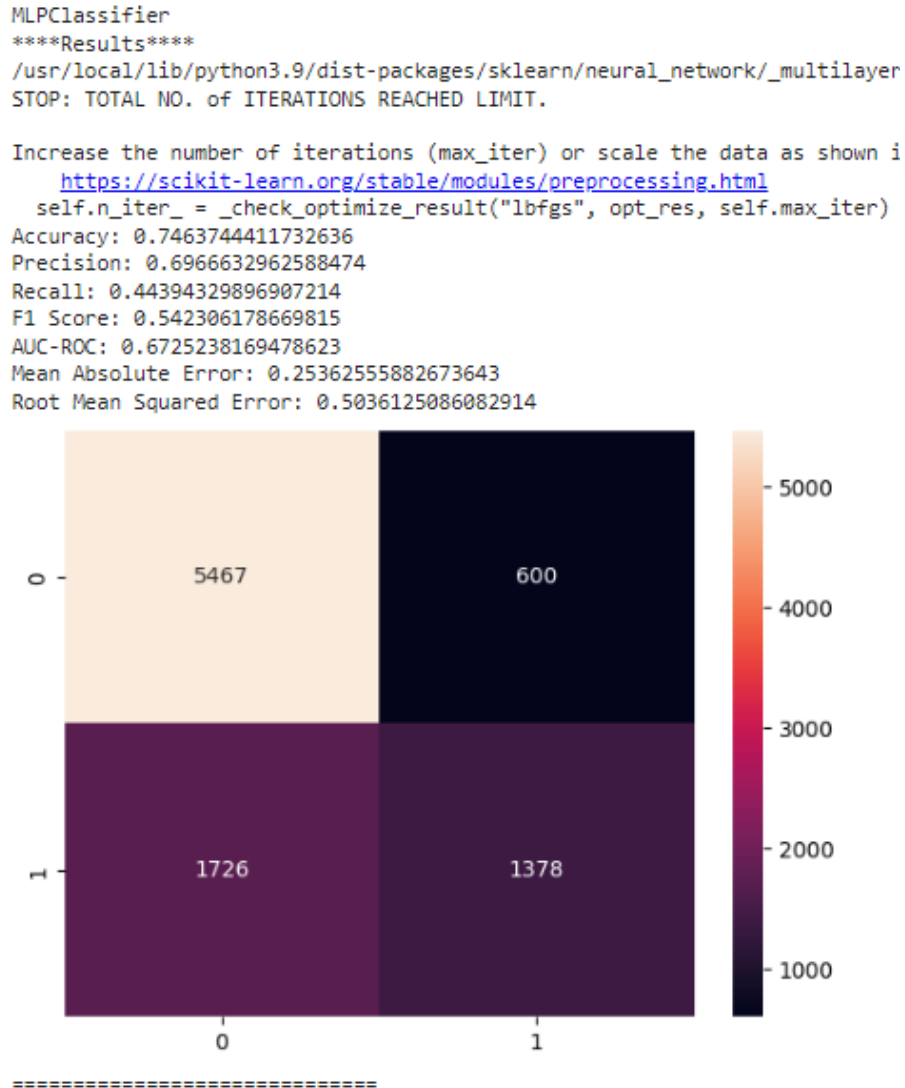 MLPClassifier
****Results****
/usr/local/lib/python3.9/dist-packages/sklearn/neural_network/_multilayer
STOP: TOTAL NO. of ITERATIONS REACHED LIMIT.
Increase the number of iterations (max_iter) or scale the data as shown i
https://scikit-learn.org/stable/modules/preprocessing.html
self.n_iter_ = _check_optimize_result("lbfgs", opt_res, self.max_iter)
Accuracy: 0.7463744411732636
Precision: 0.6966632962588474
Recall: 0.44394329896907214
F1 Score: 0.542306178669815
AUC-ROC: 0.6725238169478623
Mean Absolute Error: 0.25362555882673643
Root Mean Squared Error: 0.5036125086082914
5000
0 5467 600
4000
3000
2000
1 1726 1378
1000
0 1
==============================